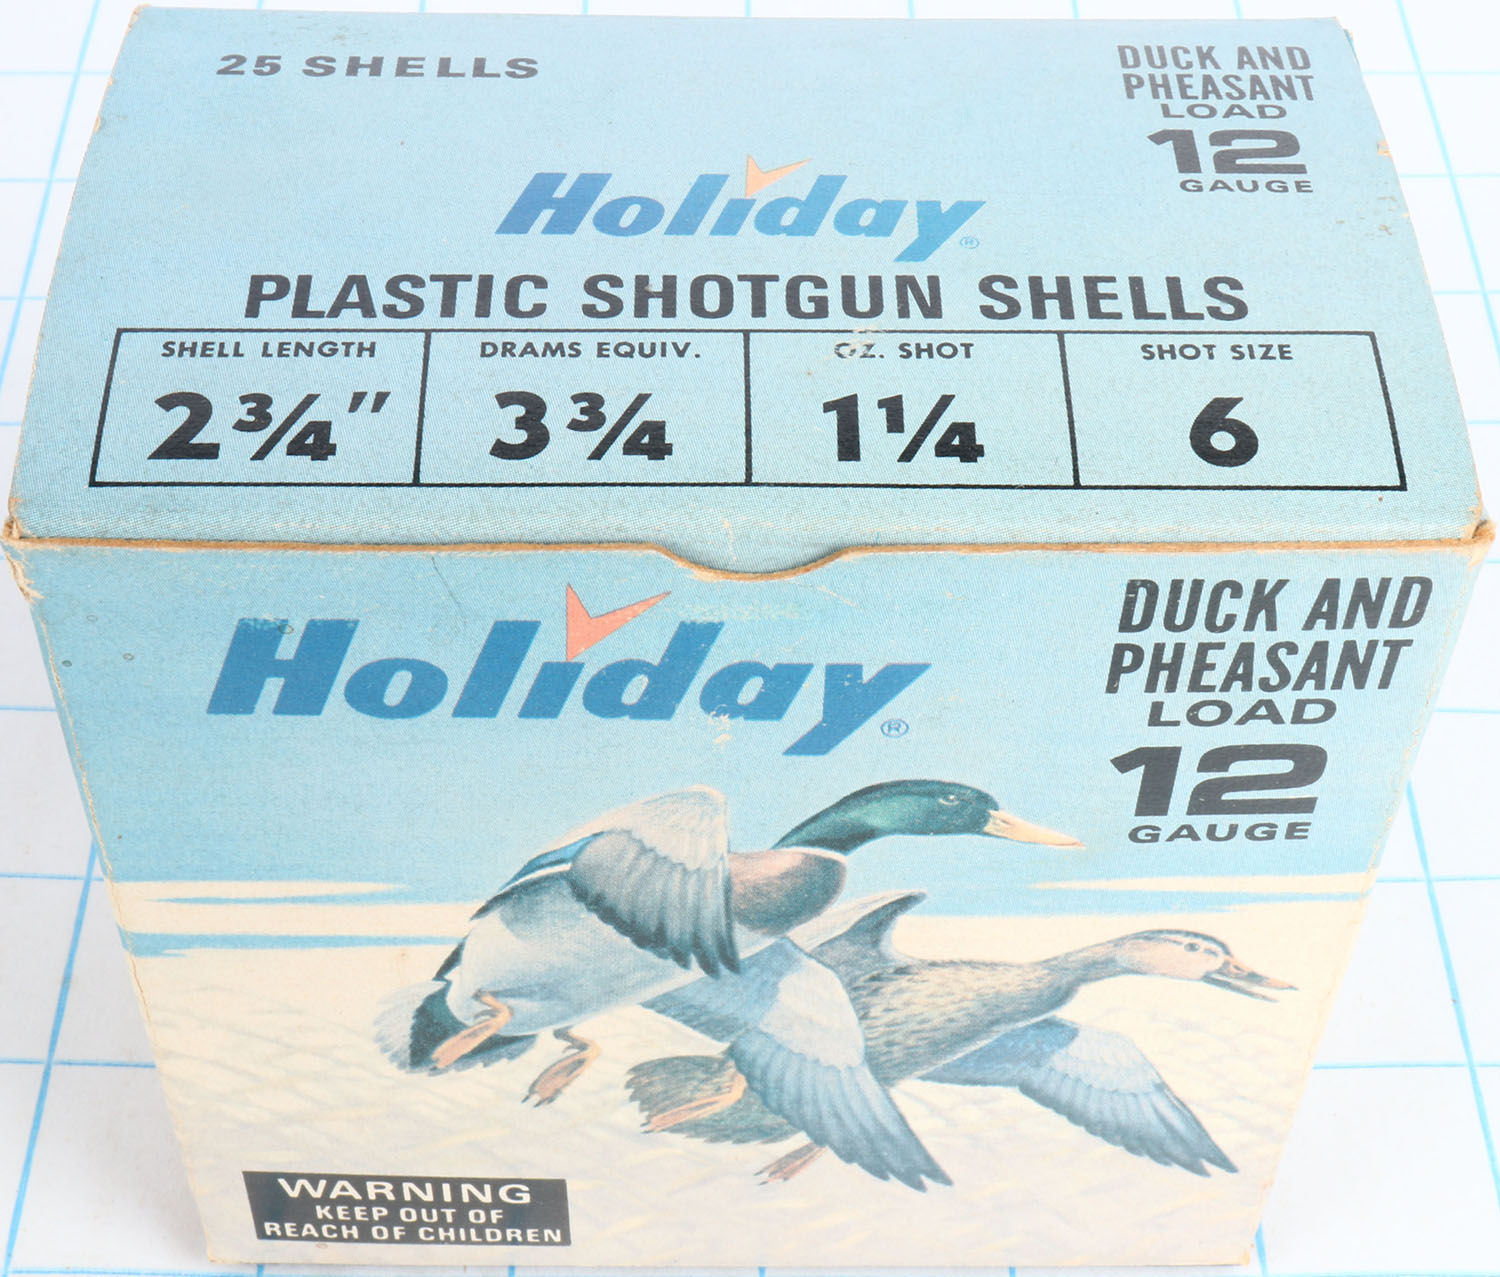 25 SHELLS
DUCK AND
PHEASANT
LOAD
12
GAUGE
Holiday®
PLASTIC SHOTGUN SHELLS
SHELL LENGTH DRAMS EQUIV. OZ. SHOT SHOT SIZE
2¾" 3¾ 1¼ 6
Holiday®
DUCK AND
PHEASANT
LOAD
12
GAUGE
WARNING
KEEP OUT OF
REACH OF CHILDREN